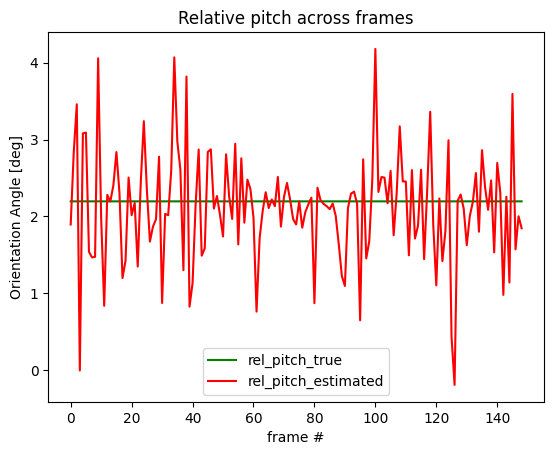 Relative pitch across frames
Orientation Angle [deg]
4
3
2
1
0
rel_pitch_true
rel_pitch_estimated
0 20 40 60 80 100 120 140
frame #